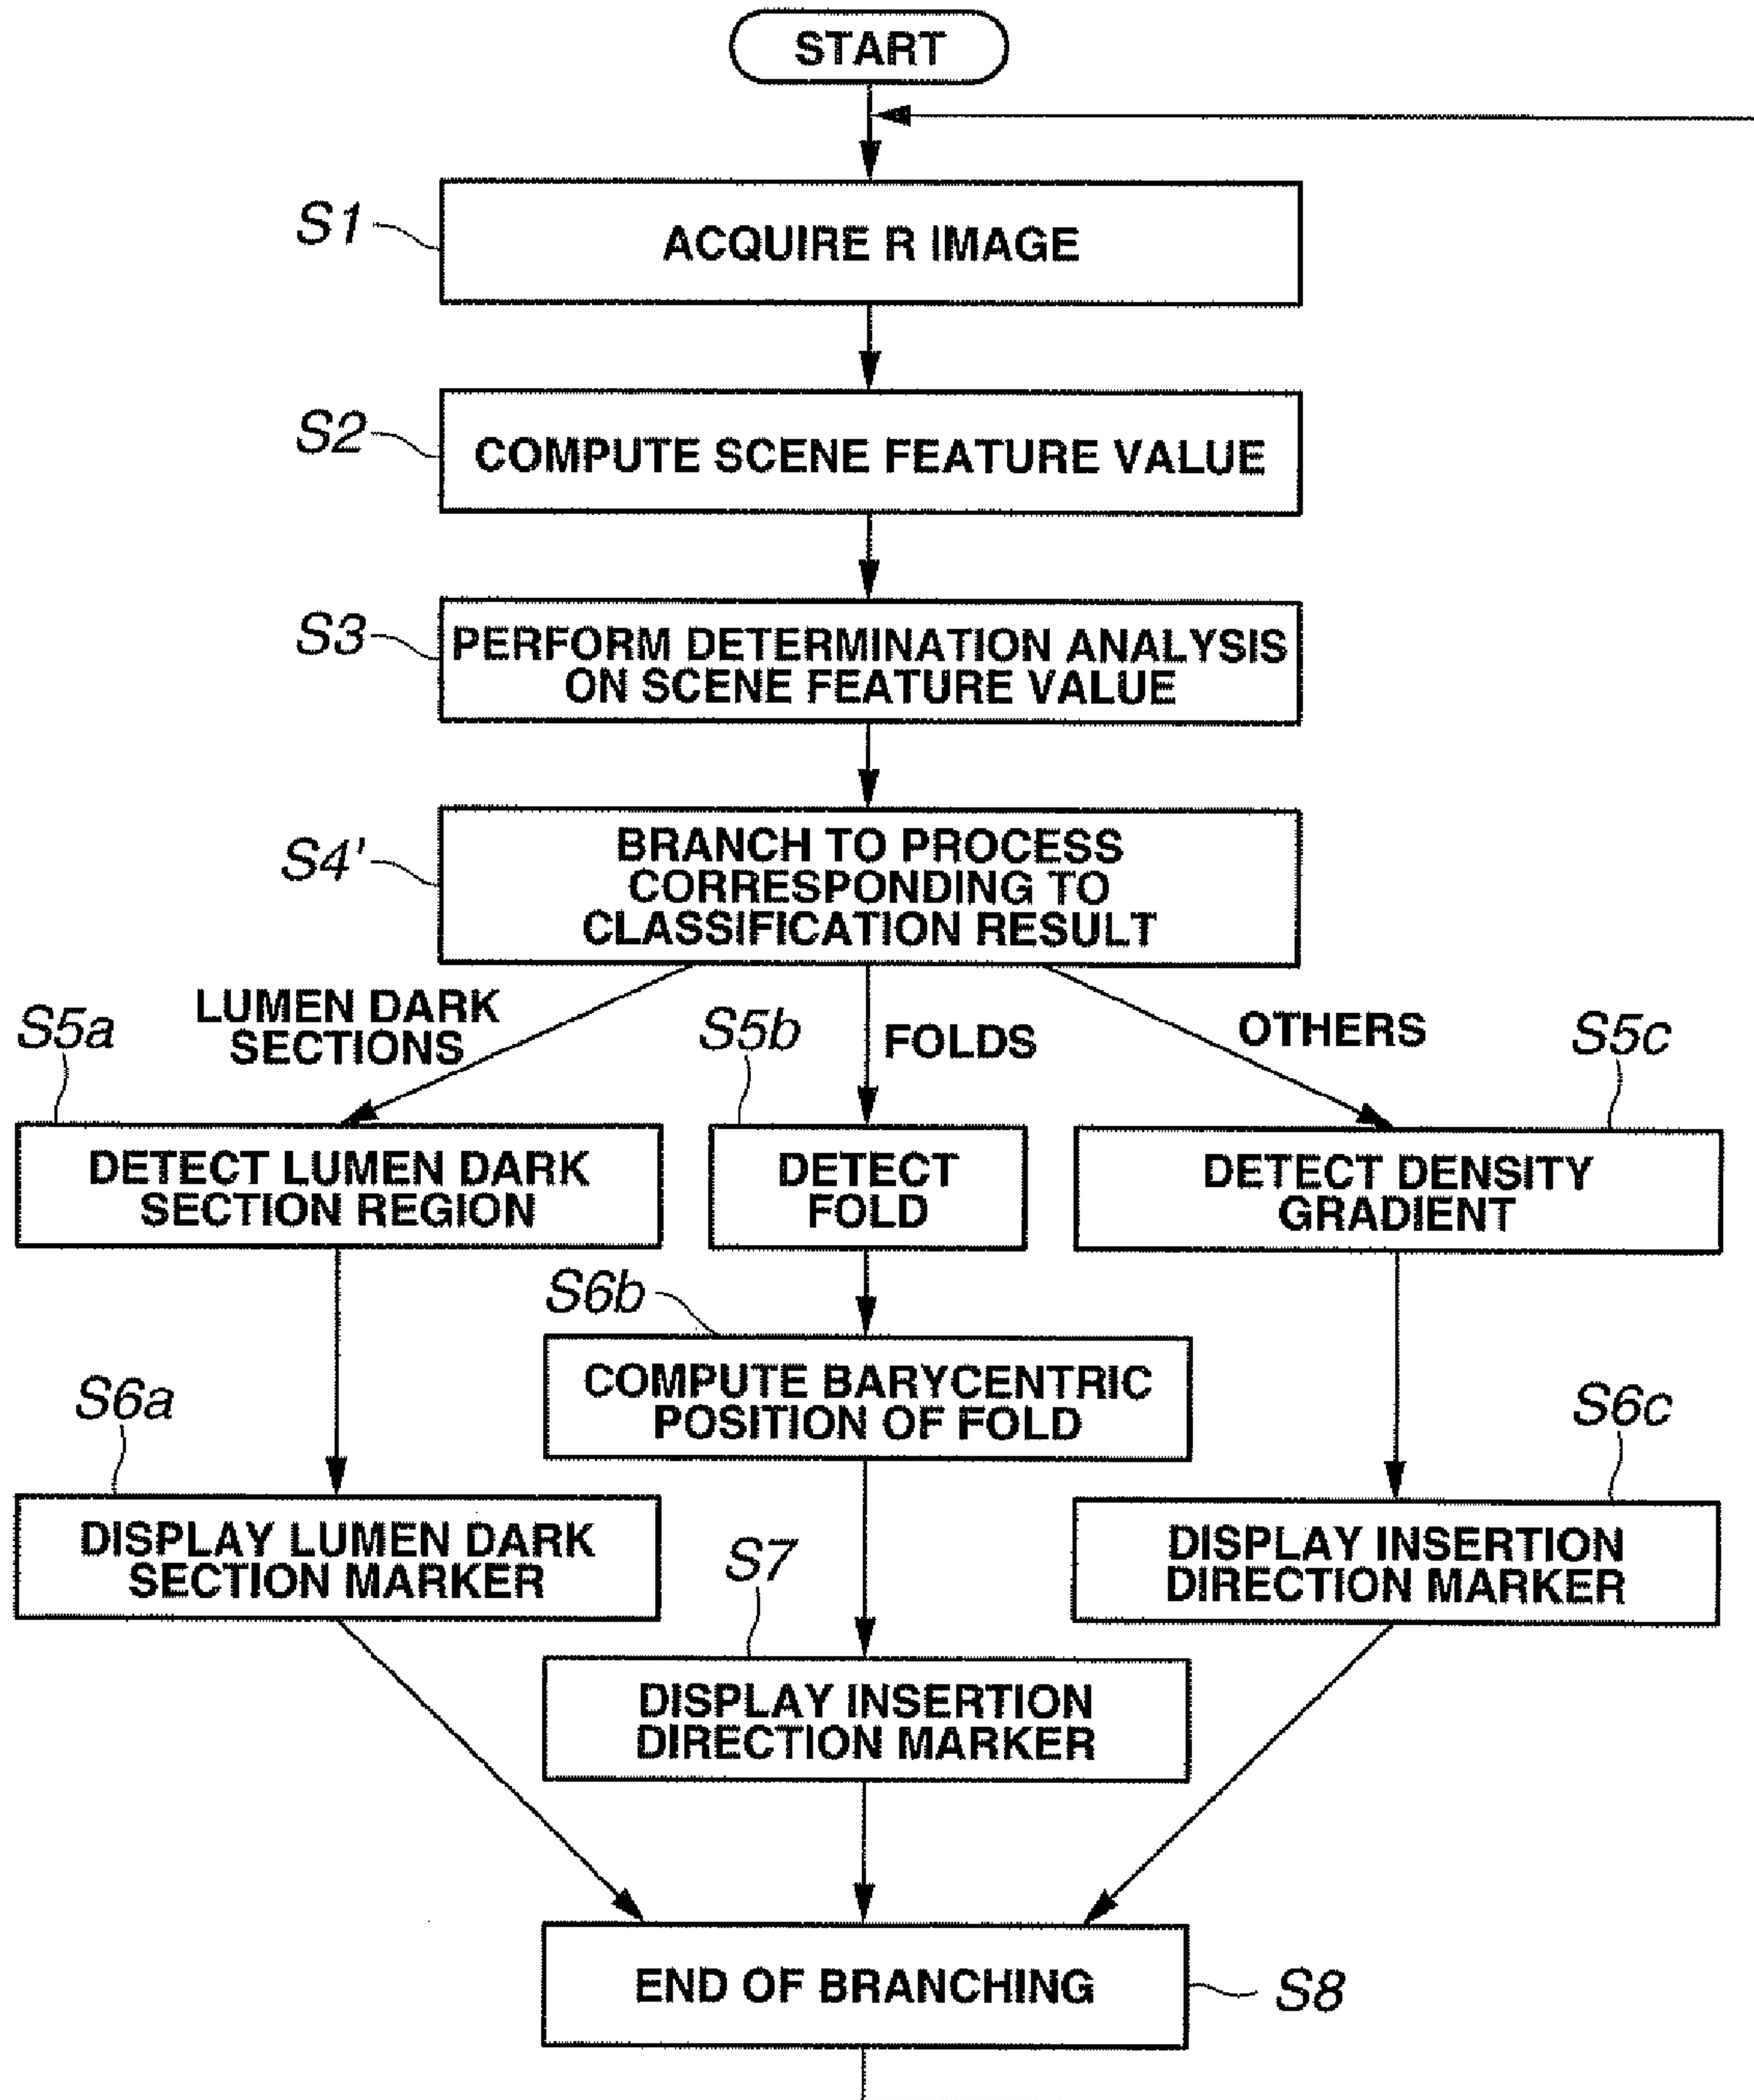 START
S1
ACQUIRE R IMAGE
S2
COMPUTE SCENE FEATURE VALUE
S3
PERFORM DETERMINATION ANALYSIS
ON SCENE FEATURE VALUE
S4'
BRANCH TO PROCESS
CORRESPONDING TO
CLASSIFICATION RESULT
LUMEN DARK
SECTIONS
FOLDS
OTHERS
S5a
DETECT LUMEN DARK
SECTION REGION
S5b
DETECT
FOLD
S5c
DETECT DENSITY
GRADIENT
S6b
COMPUTE BARYCENTRIC
POSITION OF FOLD
S6a
DISPLAY LUMEN DARK
SECTION MARKER
S6c
DISPLAY INSERTION
DIRECTION MARKER
S7
DISPLAY INSERTION
DIRECTION MARKER
END OF BRANCHING
S8